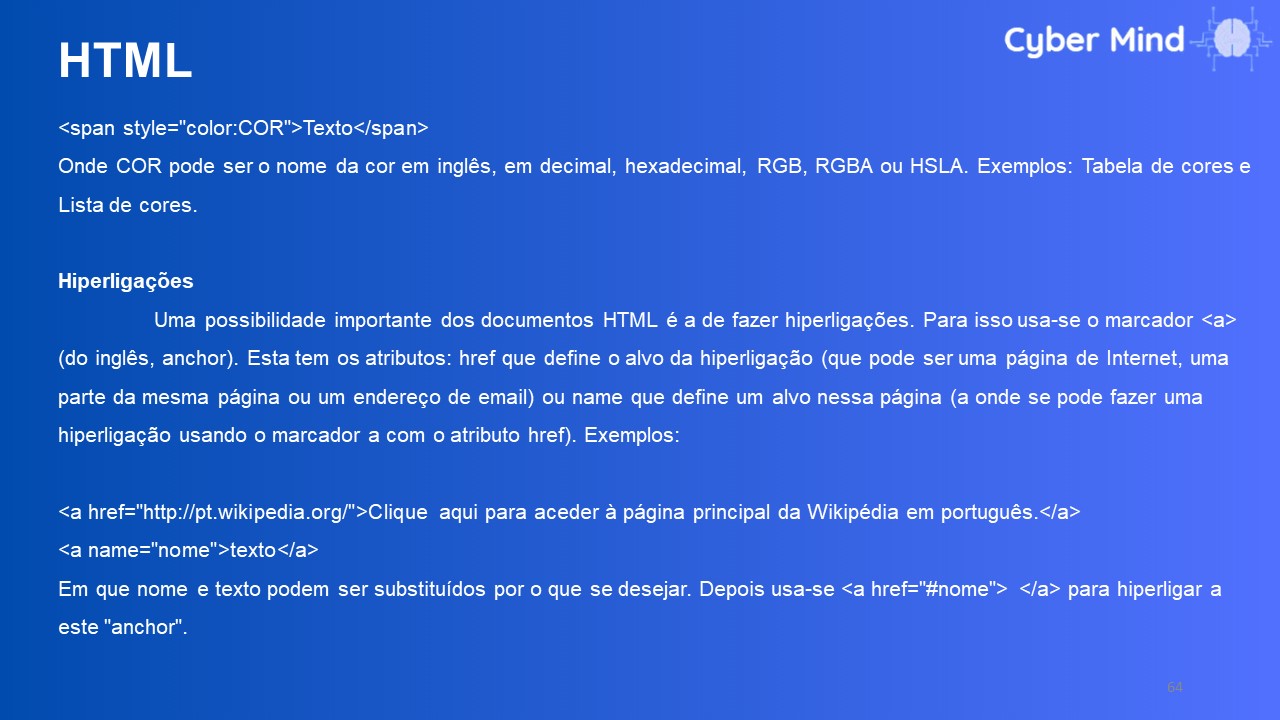 HTML
Cyber Mind
<span style="color:COR">Texto</span>
Onde COR pode ser o nome da cor em inglês, em decimal, hexadecimal, RGB, RGBA ou HSLA. Exemplos: Tabela de cores e
Lista de cores.
Hiperligações
Uma possibilidade importante dos documentos HTML é a de fazer hiperligações. Para isso usa-se o marcador <a>
(do inglês, anchor). Esta tem os atributos: href que define o alvo da hiperligação (que pode ser uma página de Internet, uma
parte da mesma página ou um endereço de email) ou name que define um alvo nessa página (a onde se pode fazer uma
hiperligação usando o marcador a com o atributo href). Exemplos:
<a href="http://pt.wikipedia.org/">Clique aqui para aceder à página principal da Wikipédia em português.</a>
<a name="nome">texto</a>
Em que nome e texto podem ser substituídos por o que se desejar. Depois usa-se <a href="#nome"> </a> para hiperligar a
este "anchor".
64